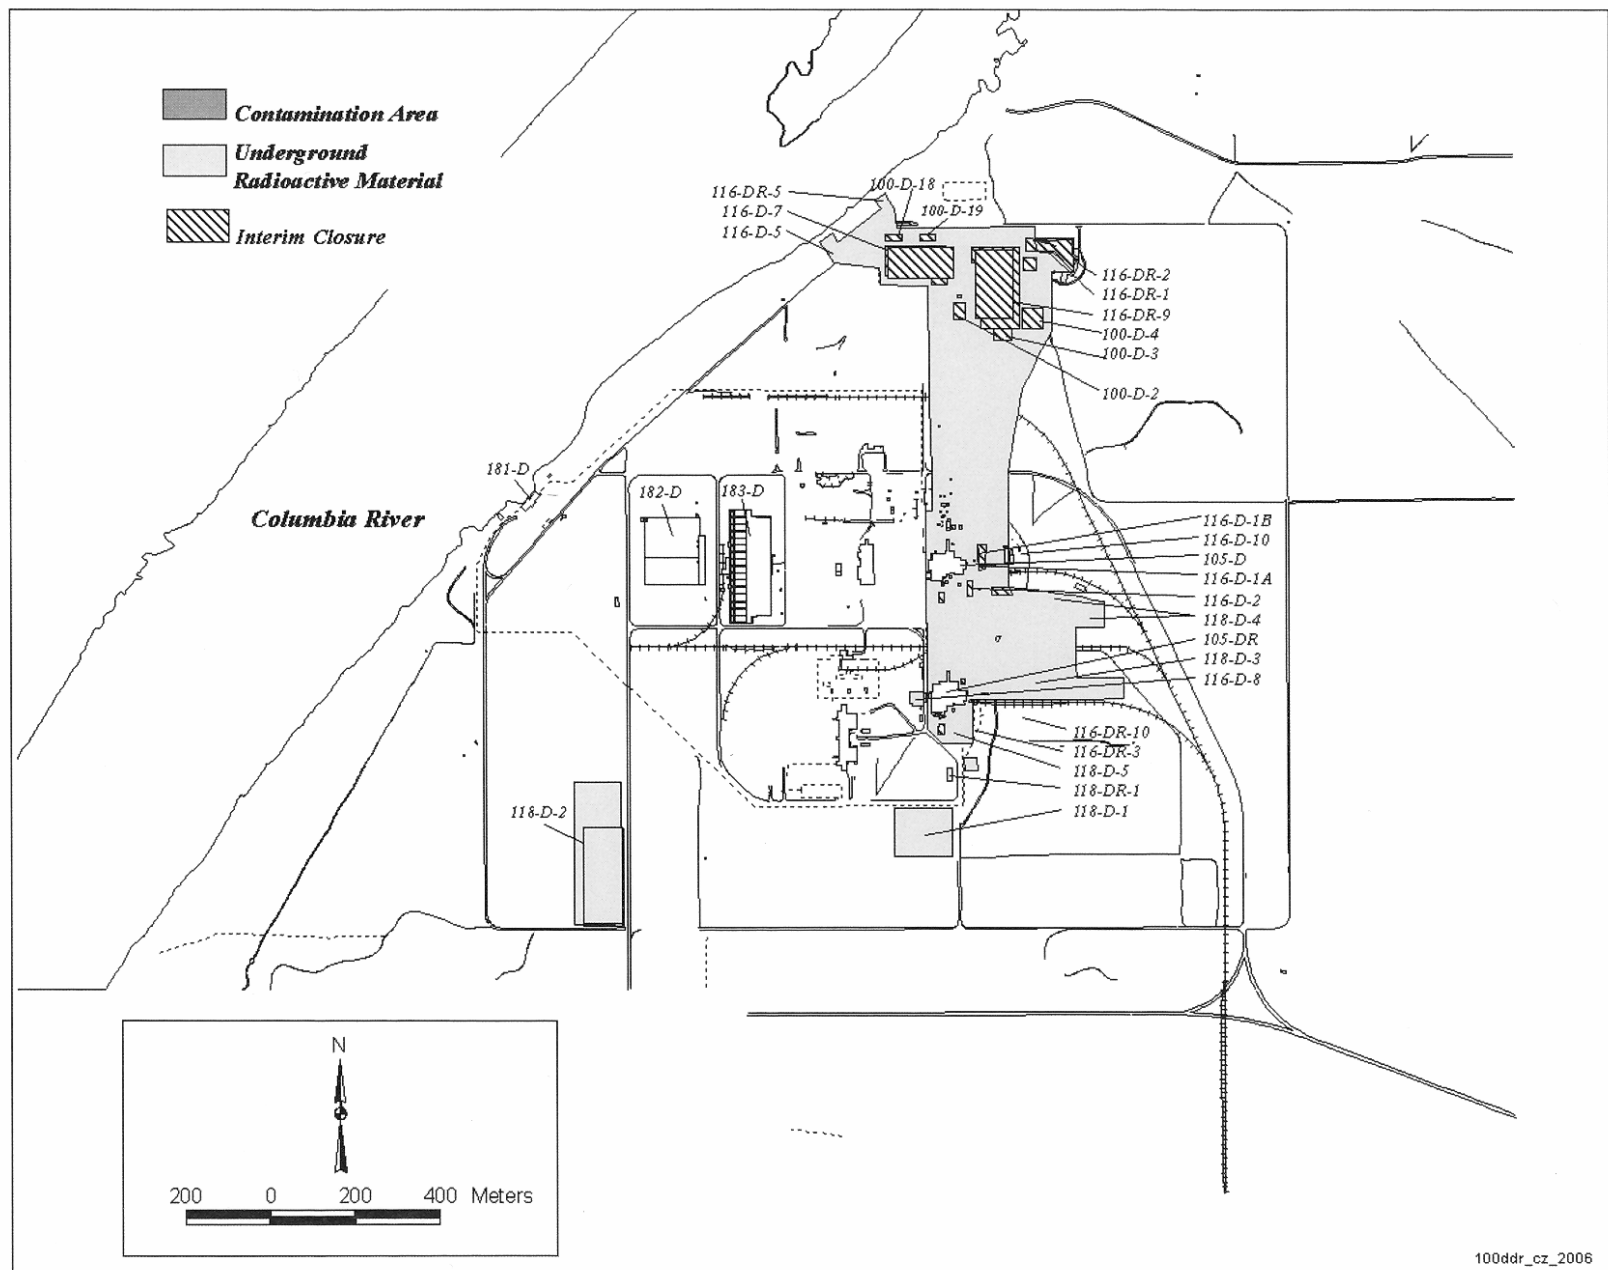 Contamination Area
Underground
Radioactive Material
Interim Closure
116-DR-5
100-D-18
116-D-7
100-D-19
116-D-5
116-DR-2
116-DR-1
116-DR-9
100-D-4
100-D-3
100-D-2
181-D
182-D
183-D
Columbia River
116-D-1B
116-D-10
105-D
116-D-1A
116-D-2
118-D-4
105-DR
118-D-3
116-D-8
116-DR-10
116-DR-3
118-D-5
118-DR-1
118-D-1
118-D-2
N
200 0 200 400 Meters
100ddr_cz_2006